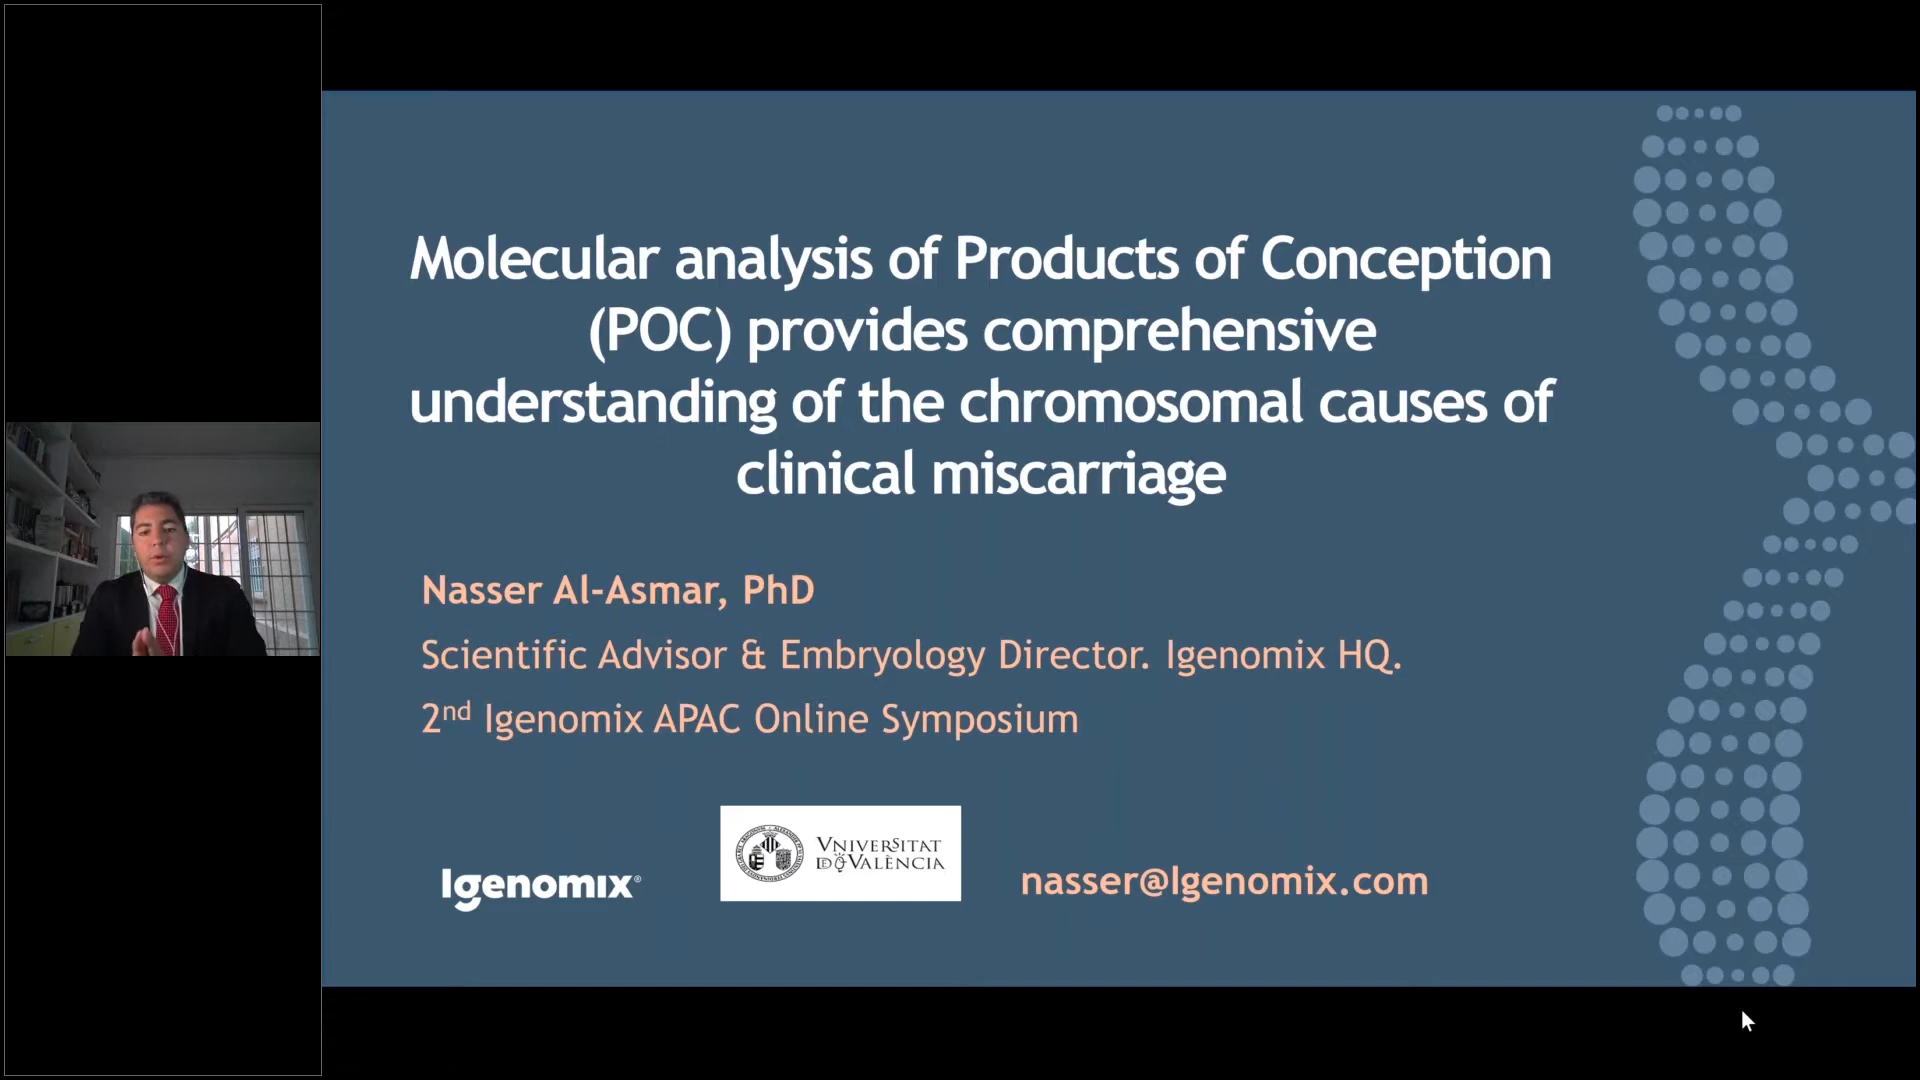 Molecular analysis of Products of Conception
(POC) provides comprehensive
understanding of the chromosomal causes of
clinical miscarriage
Nasser Al-Asmar, PhD
Scientific Advisor & Embryology Director. Igenomix HQ.
2nd Igenomix APAC Online Symposium
Igenomix®
VNIVERSITAT
DE VALÈNCIA
nasser@Igenomix.com